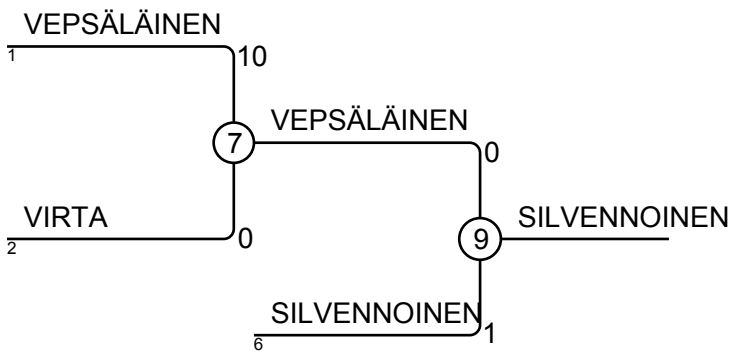 VEPSÄLÄINEN
1
10
7
VEPSÄLÄINEN
0
VIRTA
2
0
9
SILVENNOINEN
SILVENNOINEN
6
1